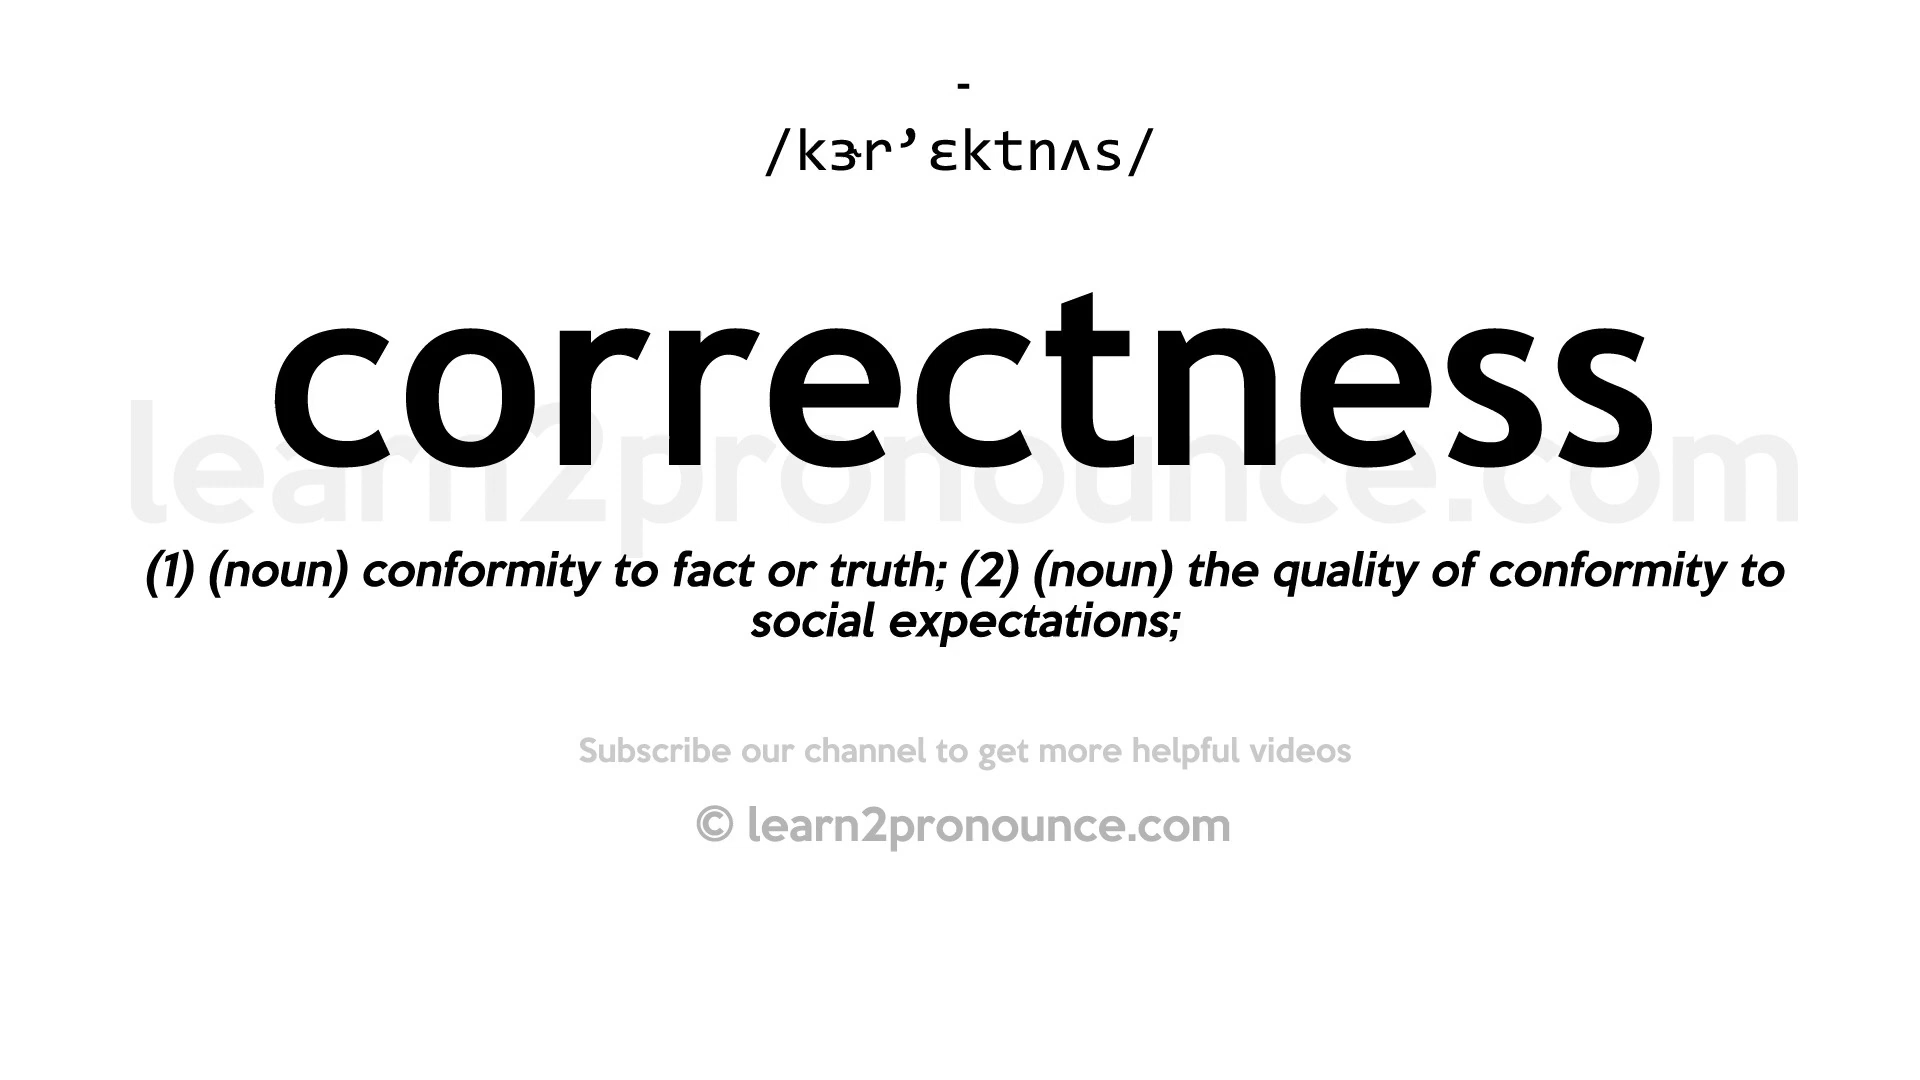 -
/kɝr’ɛktnʌs/
correctness
learn2pronounce.com
(1) (noun) conformity to fact or truth; (2) (noun) the quality of conformity to
social expectations;
Subscribe our channel to get more helpful videos
© learn2pronounce.com